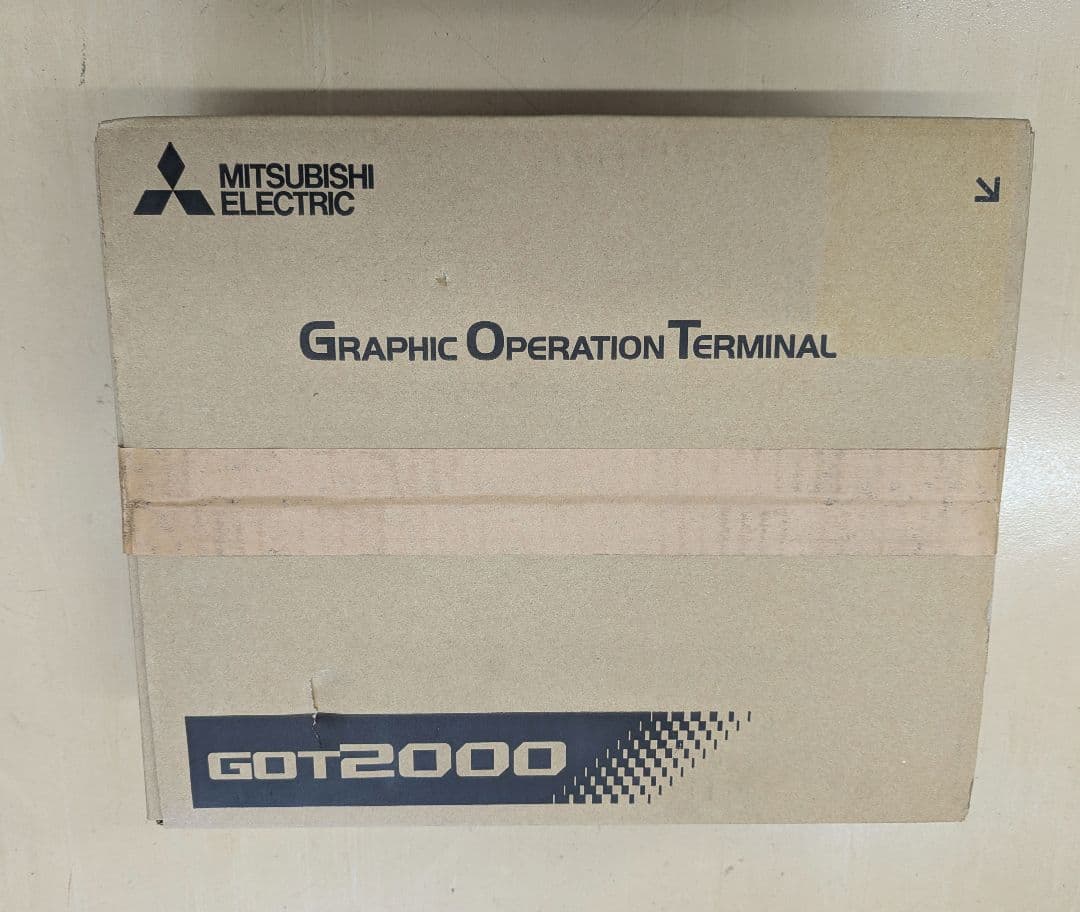 MITSUBISHI
ELECTRIC
GRAPHIC OPERATION TERMINAL
GOT2000